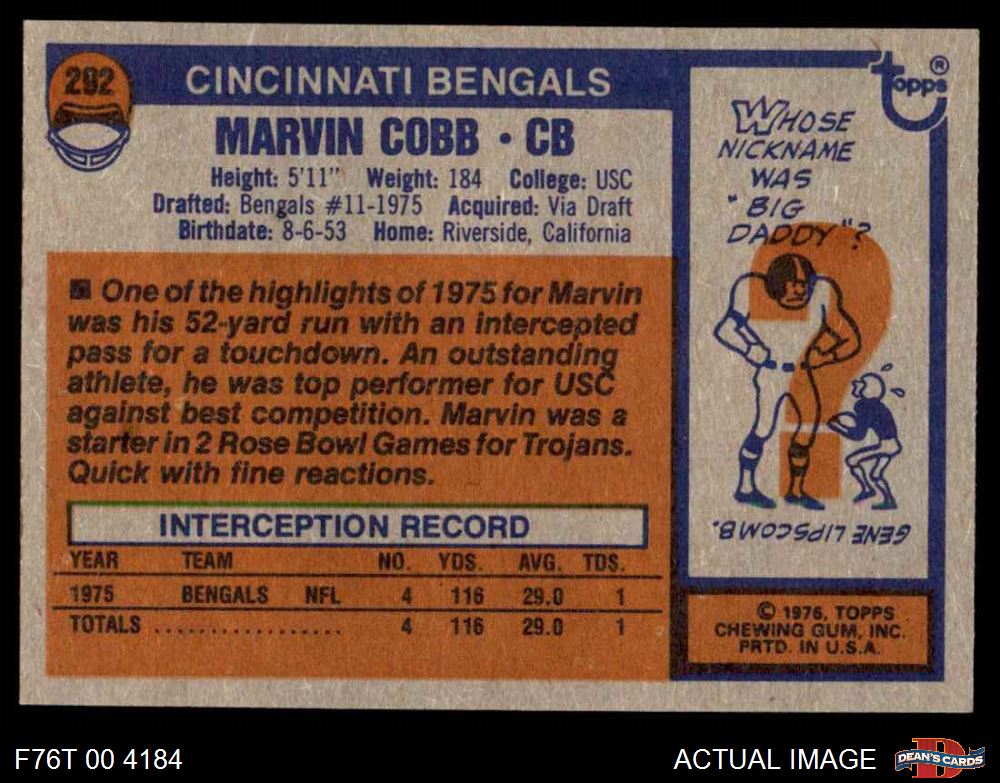 292
CINCINNATI BENGALS
MARVIN COBB • CB
Height: 5'11" Weight: 184 College: USC
Drafted: Bengals #11-1975 Acquired: Via Draft
Birthdate: 8-6-53 Home: Riverside, California
■ One of the highlights of 1975 for Marvin
was his 52-yard run with an intercepted
pass for a touchdown. An outstanding
athlete, he was top performer for USC
against best competition. Marvin was a
starter in 2 Rose Bowl Games for Trojans.
Quick with fine reactions.
INTERCEPTION RECORD
YEAR TEAM NO. YDS. AVG. TDS.
1975 BENGALS NFL 4 116 29.0 1
TOTALS .................. 4 116 29.0 1
Topps®
WHOSE
NICKNAME
WAS
"BIG
DADDY"?
?
GENE LIPSCOMB.
© 1976, TOPPS
CHEWING GUM, INC.
PRTD. IN U.S.A.
F76T 00 4184
ACTUAL IMAGE
D
DEAN'S CARDS